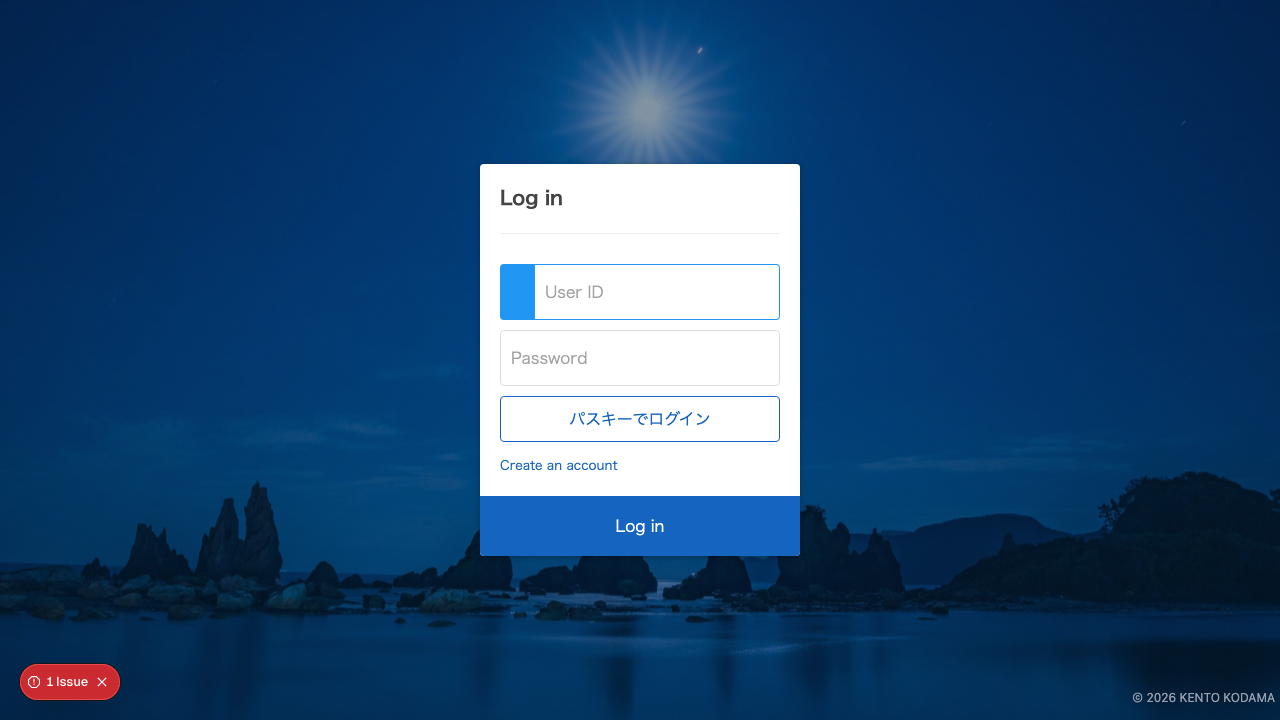 Log in
User ID
Password
パスキーでログイン
Create an account
Log in
1 Issue
© 2026 KENTO KODAMA